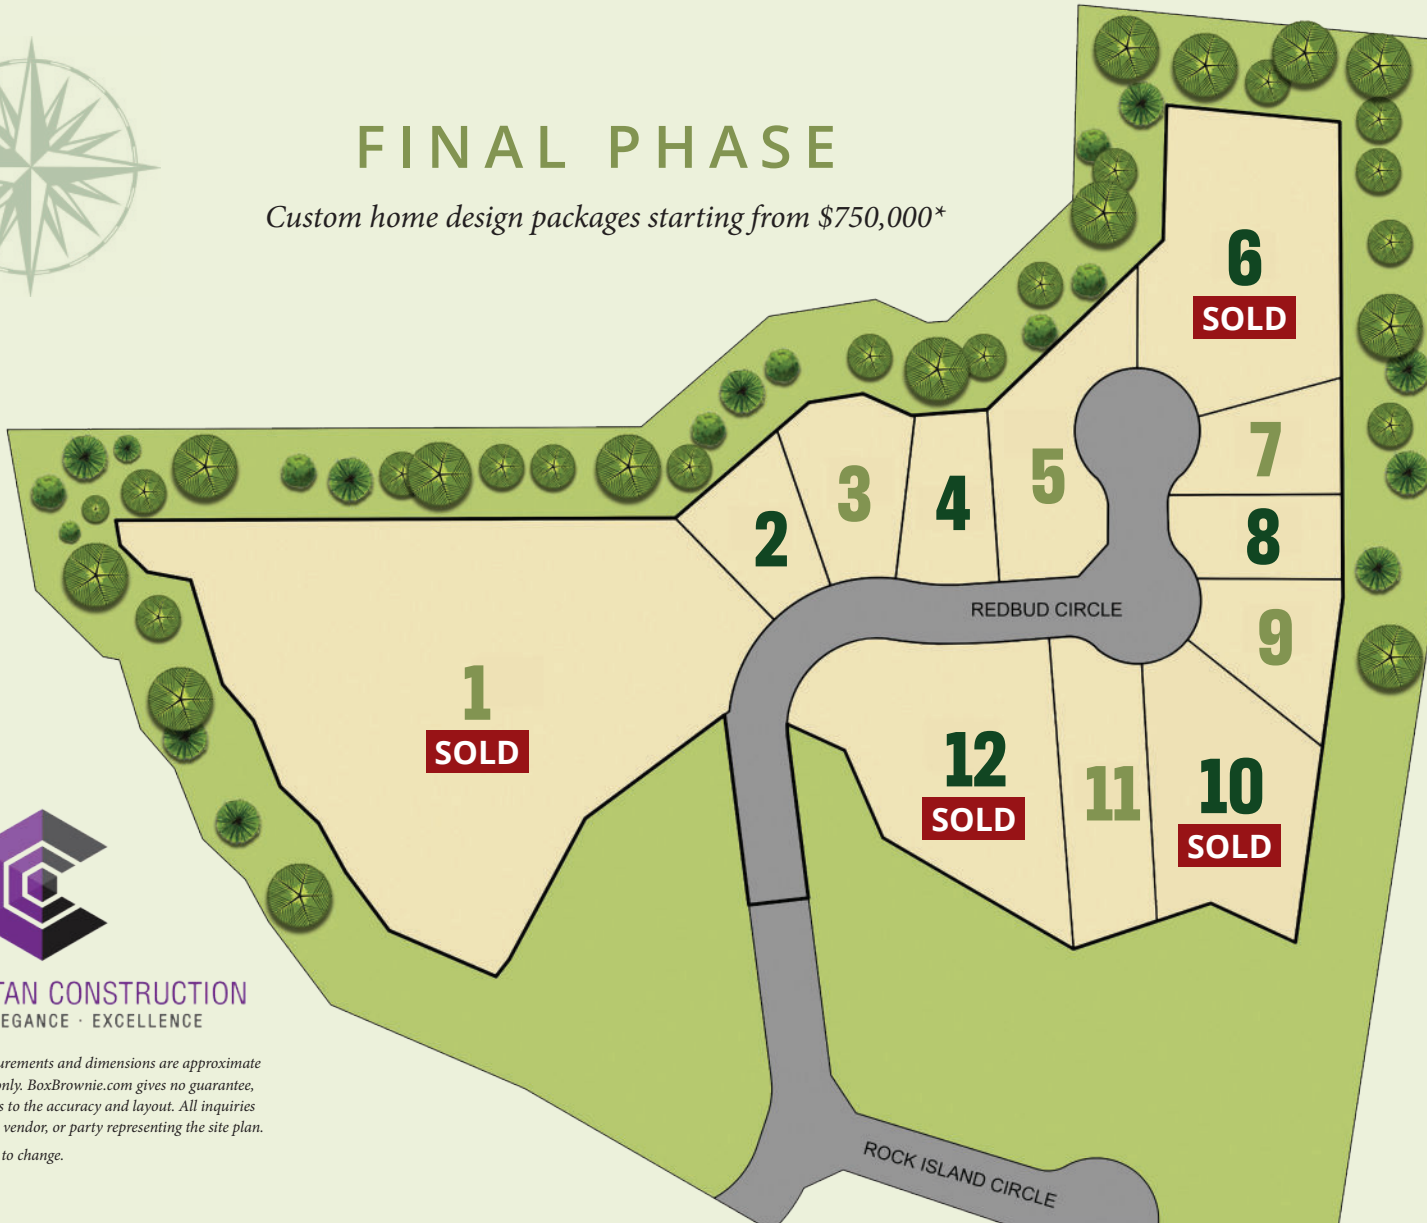 FINAL PHASE
Custom home design packages starting from $750,000*
6
SOLD
7
5
3
4
8
2
REDBUD CIRCLE
9
1
SOLD
12
SOLD
11
10
SOLD
CONSTRUCTION
EXCELLENCE
and dimensions are approximate
only. BoxBrownie.com gives no guarantee,
to the accuracy and layout. All inquiries
vendor, or party representing the site plan.
to change.
ROCK ISLAND CIRCLE